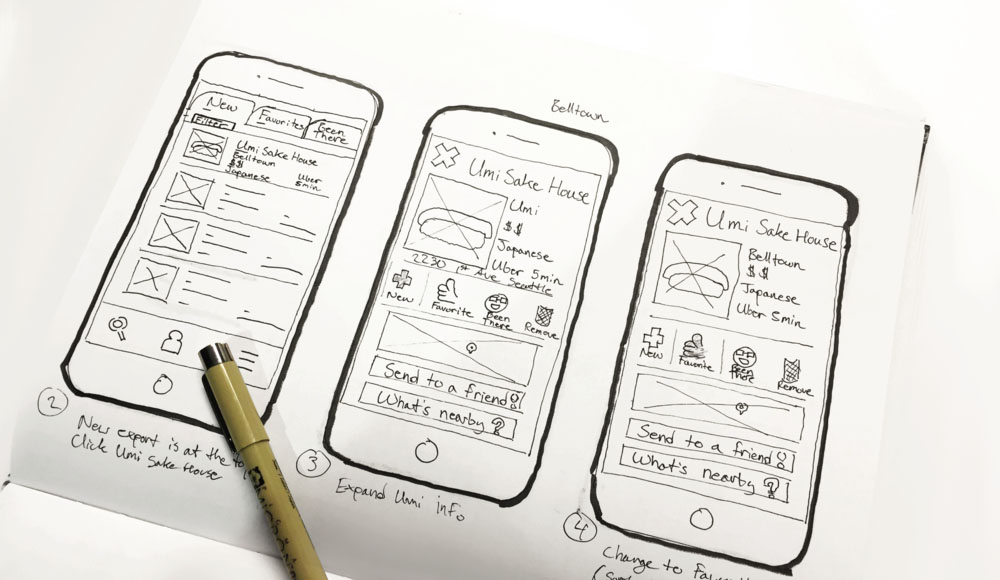 New
Favorites
Been
There
Filter
Umi Sake House
Belltown
$$
Japanese
Uber
5min
2
New export is at the
Click Umi Sake House
Belltown
Umi Sake House
Umi
$$
Japanese
Uber 5min
2230 1st Ave Seattle
New
Favorite
Been
There
Remove
Send to a friend
What's nearby ?
3
Expand Umi info
Umi Sake House
Belltown
$$
Japanese
Uber 5min
New
Favorite
Been
There
Remove
Send to a friend
What's nearby ?
4
Change to